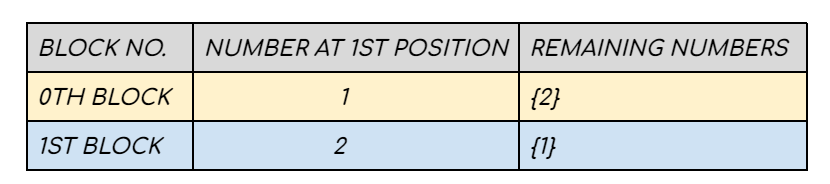 BLOCK NO. NUMBER AT 1ST POSITION REMAINING NUMBERS
0TH BLOCK 1 {2}
1ST BLOCK 2 {1}